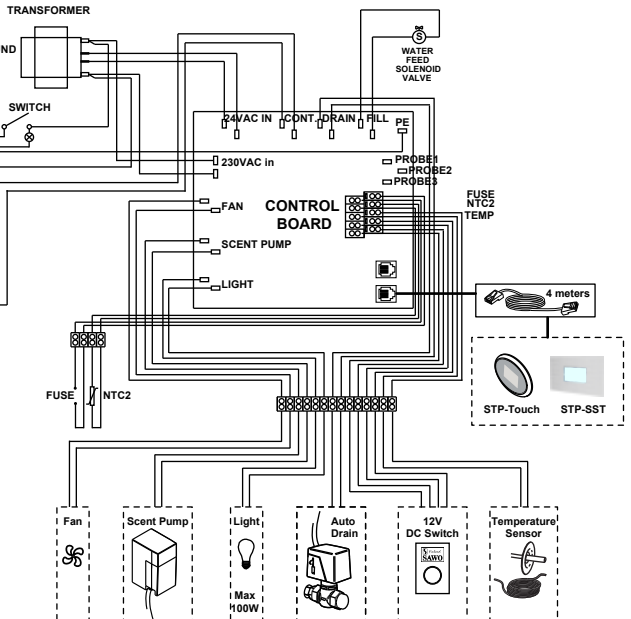 TRANSFORMER
ND
SWITCH
S
WATER
FEED
SOLENOID
VALVE
24VAC IN CONT. DRAIN FILL
PE
230VAC in
PROBE1
PROBE2
PROBE3
FAN
CONTROL
BOARD
FUSE
NTC2
TEMP
SCENT PUMP
LIGHT
4 meters
FUSE
NTC2
STP-Touch
STP-SST
Fan
Scent Pump
Light
Max
100W
Auto
Drain
12V
DC Switch
SAWO
Temperature
Sensor